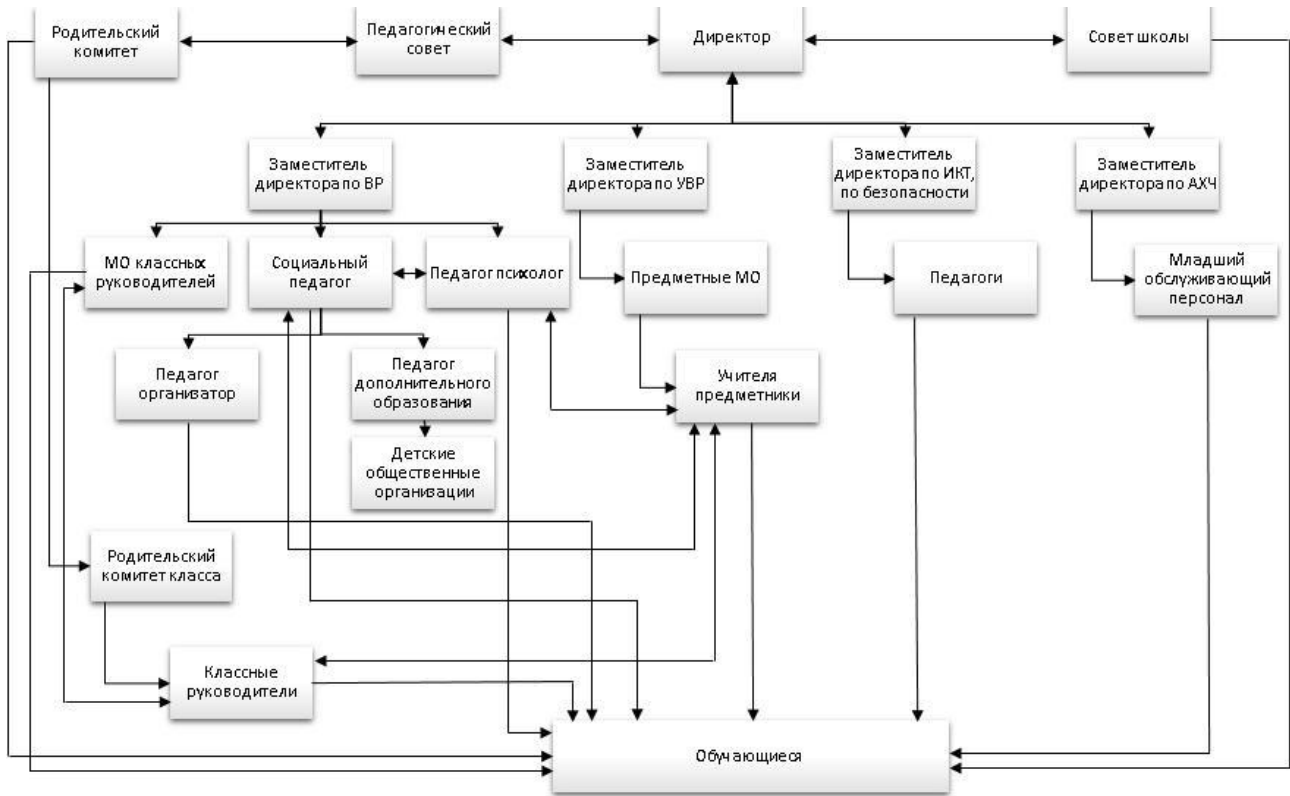 Родительский
комитет
Педагогический
совет
Директор
Совет школы
Заместитель
директора по ВР
Заместитель
директора по УВР
Заместитель
директора по ИКТ,
по безопасности
Заместитель
директора по АХЧ
МО классных
руководителей
Социальный
педагог
Педагог психолог
Предметные МО
Педагоги
Младший
обслуживающий
персонал
Педагог
организатор
Педагог
дополнительного
образования
Учителя
предметники
Детские
общественные
организации
Родительский
комитет класса
Классные
руководители
Обучающиеся